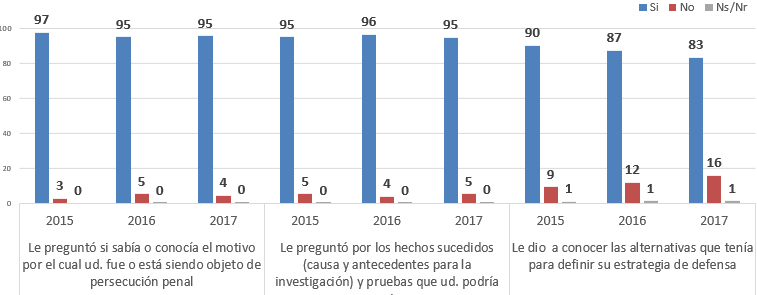 Si No Ns/Nr
97 95 95 95 96 95 90 87 83
100
80
60
40
20
0
3 0 5 0 4 0 5 0 4 0 5 0 9 1 12 1 16 1
2015 2016 2017 2015 2016 2017 2015 2016 2017
Le preguntó si sabía o conocía el motivo
por el cual ud. fue o está siendo objeto de
persecución penal
Le preguntó por los hechos sucedidos
(causa y antecedentes para la
investigación) y pruebas que ud. podría
Le dio a conocer las alternativas que tenía
para definir su estrategia de defensa